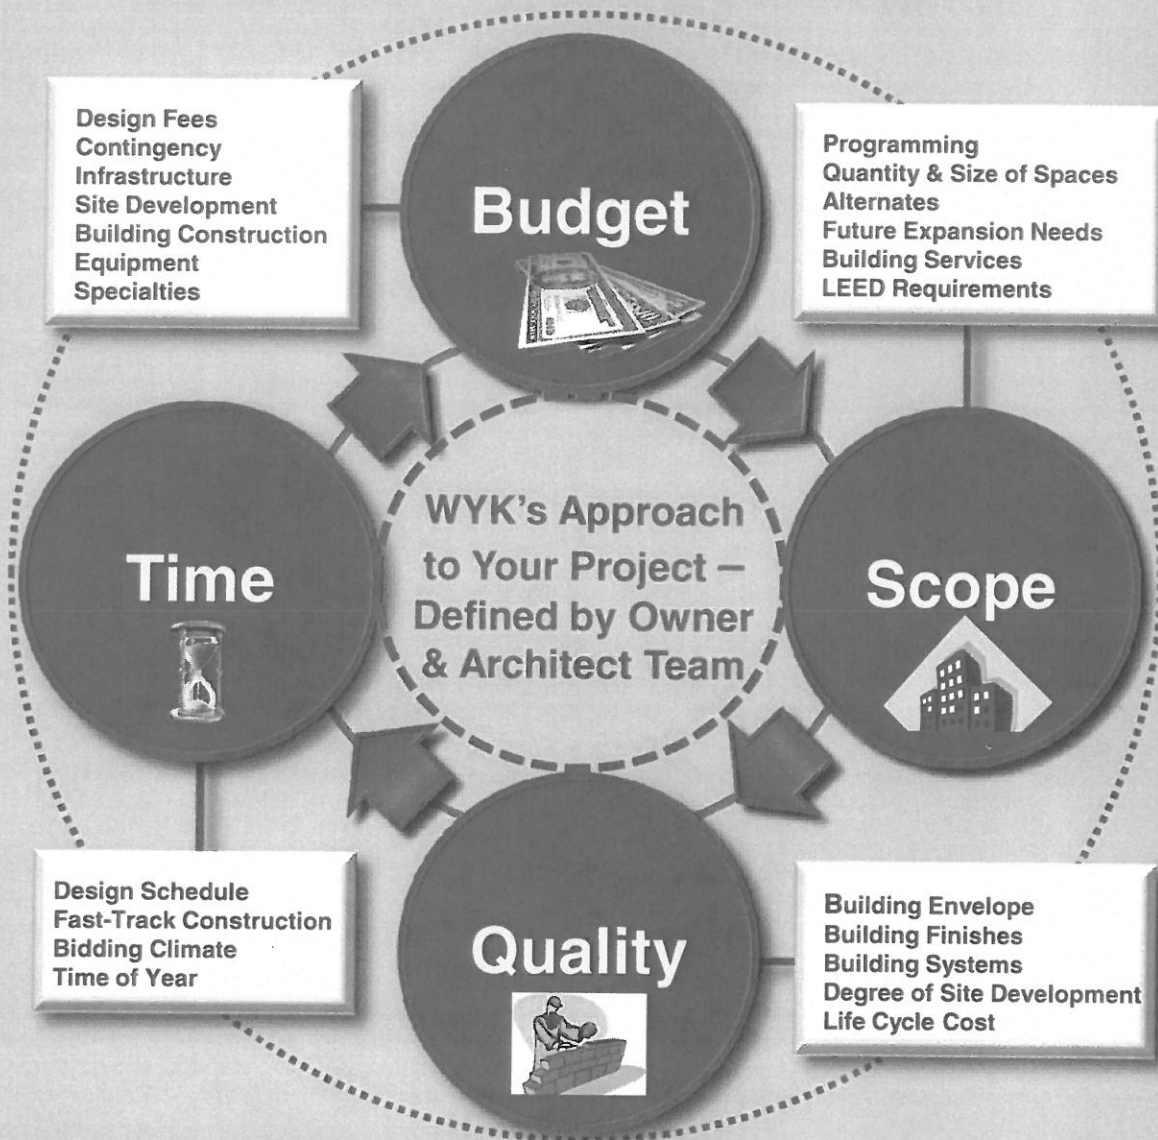 Budget
Design Fees
Contingency
Infrastructure
Site Development
Building Construction
Equipment
Specialties
Programming
Quantity & Size of Spaces
Alternates
Future Expansion Needs
Building Services
LEED Requirements
WYK's Approach
to Your Project –
Defined by Owner
& Architect Team
Time
Scope
Design Schedule
Fast-Track Construction
Bidding Climate
Time of Year
Quality
Building Envelope
Building Finishes
Building Systems
Degree of Site Development
Life Cycle Cost